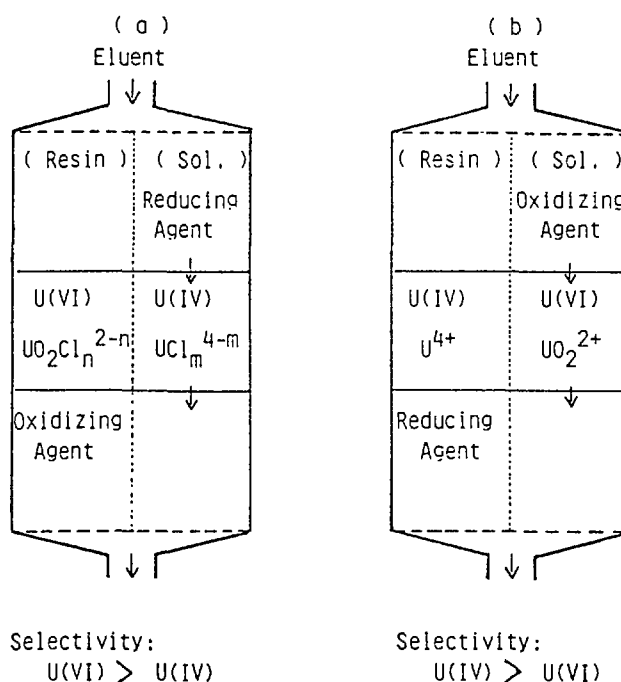 ( a )
Eluent
( Resin ) ( Sol. )
Reducing
Agent
U(VI) U(IV)
UO₂Clₙ²⁻ⁿ UClₘ⁴⁻ᵐ
Oxidizing
Agent
Selectivity:
U(VI) > U(IV)
( b )
Eluent
( Resin ) ( Sol. )
Oxidizing
Agent
U(IV) U(VI)
U⁴⁺ UO₂²⁺
Reducing
Agent
Selectivity:
U(IV) > U(VI)